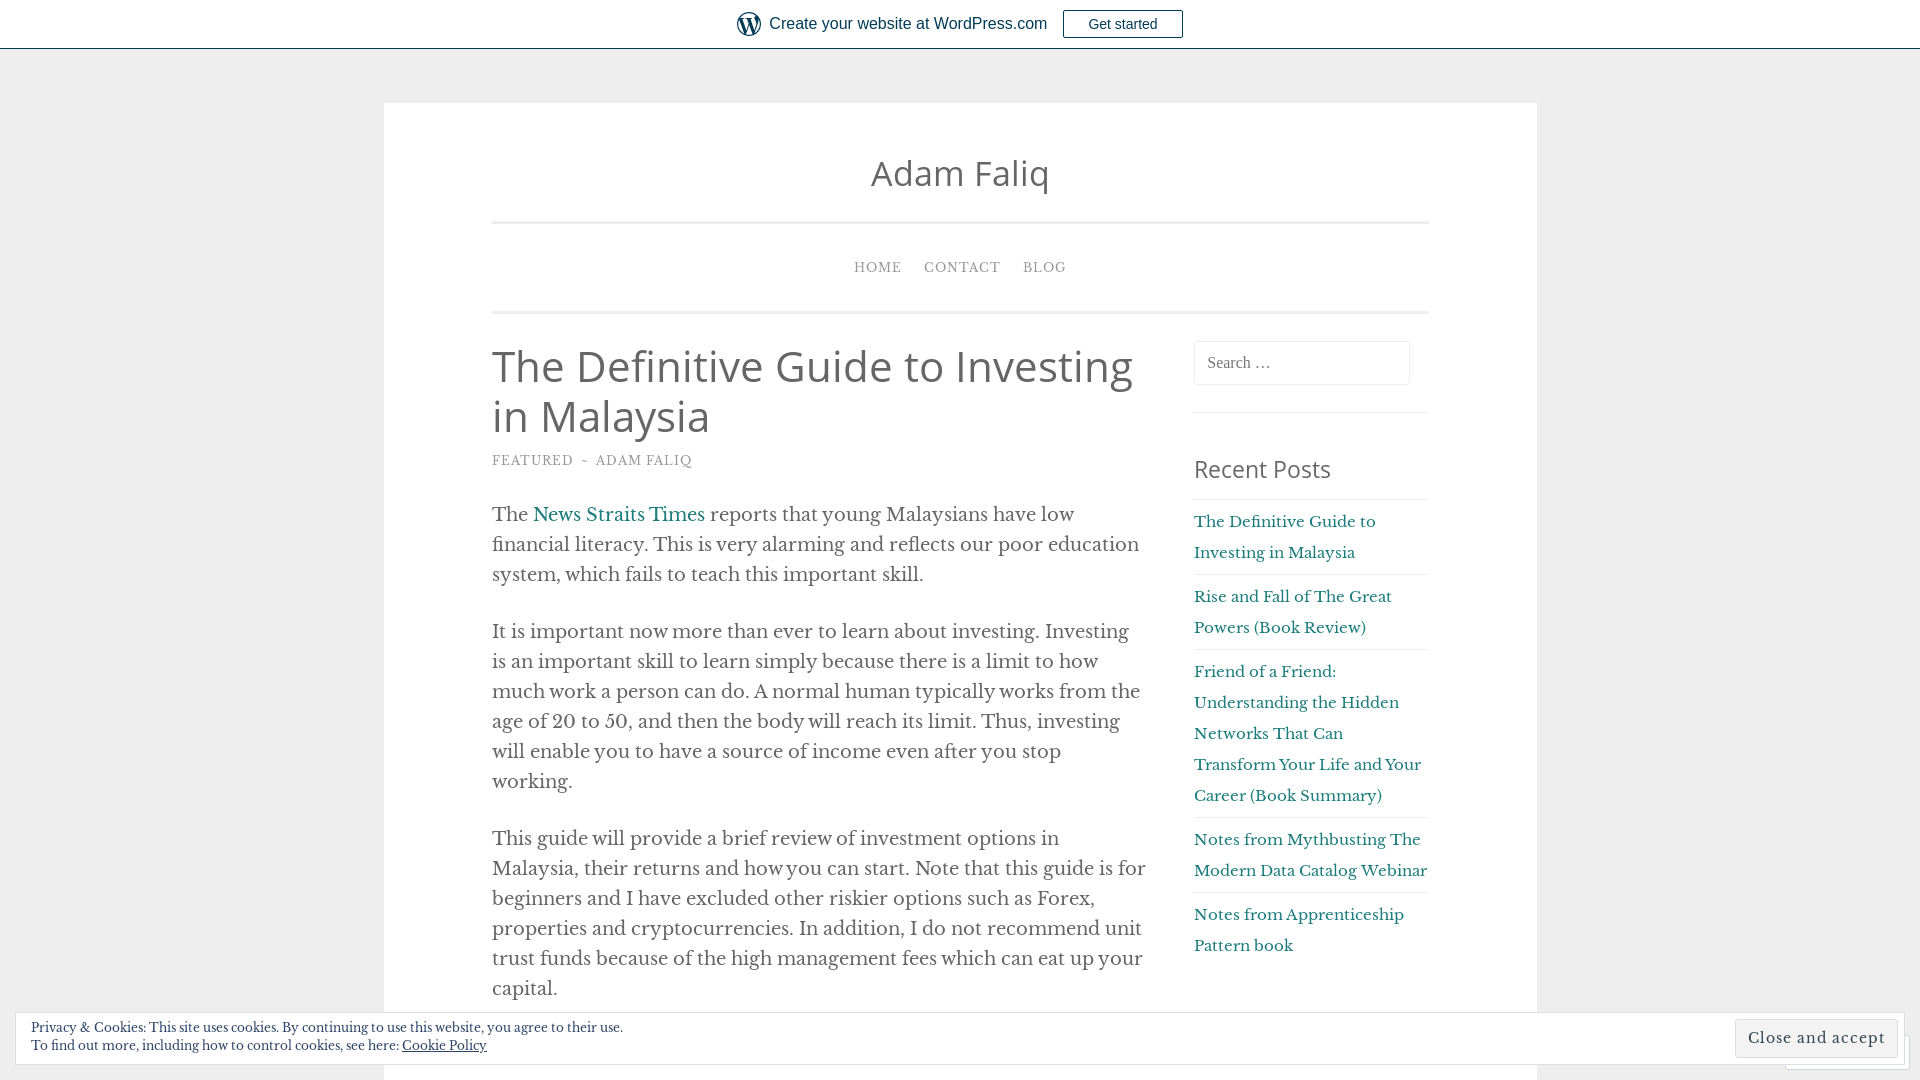 Create your website at WordPress.com
Get started
Adam Faliq
HOME CONTACT BLOG
The Definitive Guide to Investing
in Malaysia
FEATURED ~ ADAM FALIQ
The News Straits Times reports that young Malaysians have low
financial literacy. This is very alarming and reflects our poor education
system, which fails to teach this important skill.
It is important now more than ever to learn about investing. Investing
is an important skill to learn simply because there is a limit to how
much work a person can do. A normal human typically works from the
age of 20 to 50, and then the body will reach its limit. Thus, investing
will enable you to have a source of income even after you stop
working.
This guide will provide a brief review of investment options in
Malaysia, their returns and how you can start. Note that this guide is for
beginners and I have excluded other riskier options such as Forex,
properties and cryptocurrencies. In addition, I do not recommend unit
trust funds because of the high management fees which can eat up your
capital.
Search …
Recent Posts
The Definitive Guide to
Investing in Malaysia
Rise and Fall of The Great
Powers (Book Review)
Friend of a Friend:
Understanding the Hidden
Networks That Can
Transform Your Life and Your
Career (Book Summary)
Notes from Mythbusting The
Modern Data Catalog Webinar
Notes from Apprenticeship
Pattern book
Privacy & Cookies: This site uses cookies. By continuing to use this website, you agree to their use.
To find out more, including how to control cookies, see here: Cookie Policy
Close and accept